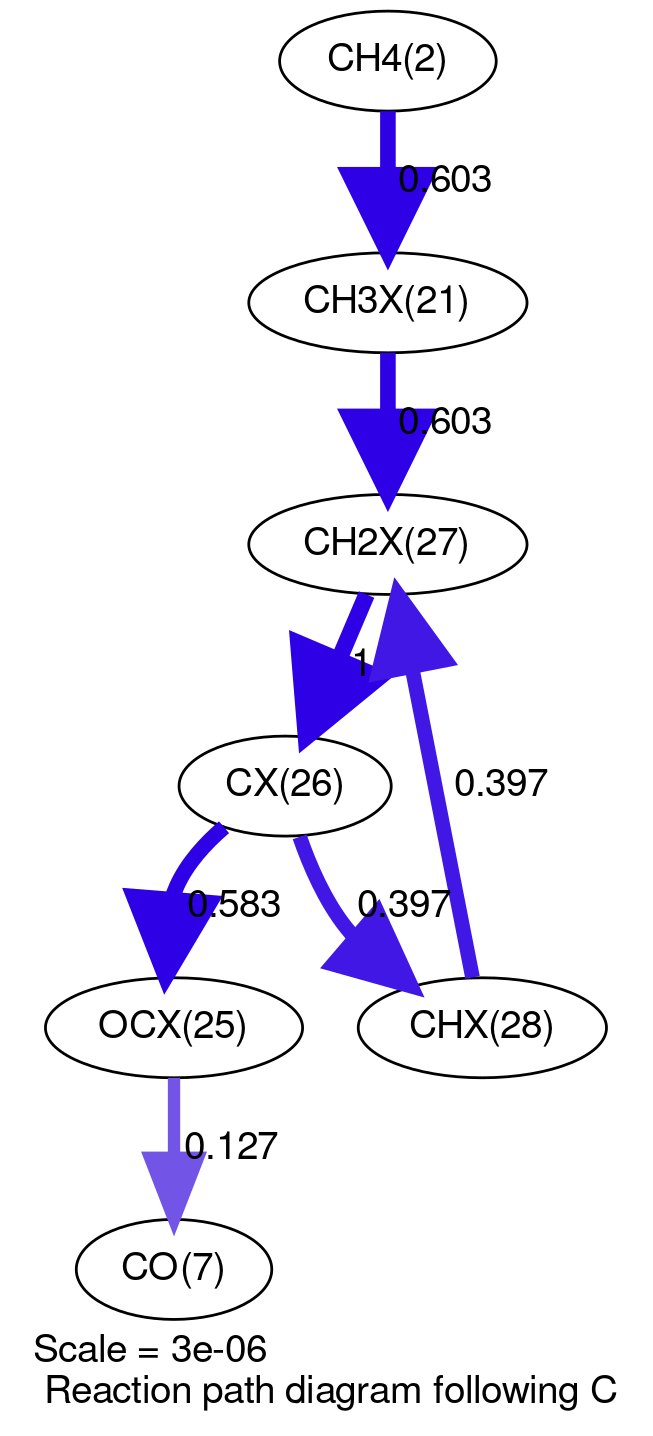 CH4(2)
0.603
CH3X(21)
0.603
CH2X(27)
1
CX(26)
0.397
0.583
0.397
OCX(25)
CHX(28)
0.127
CO(7)
Scale = 3e-06
Reaction path diagram following C